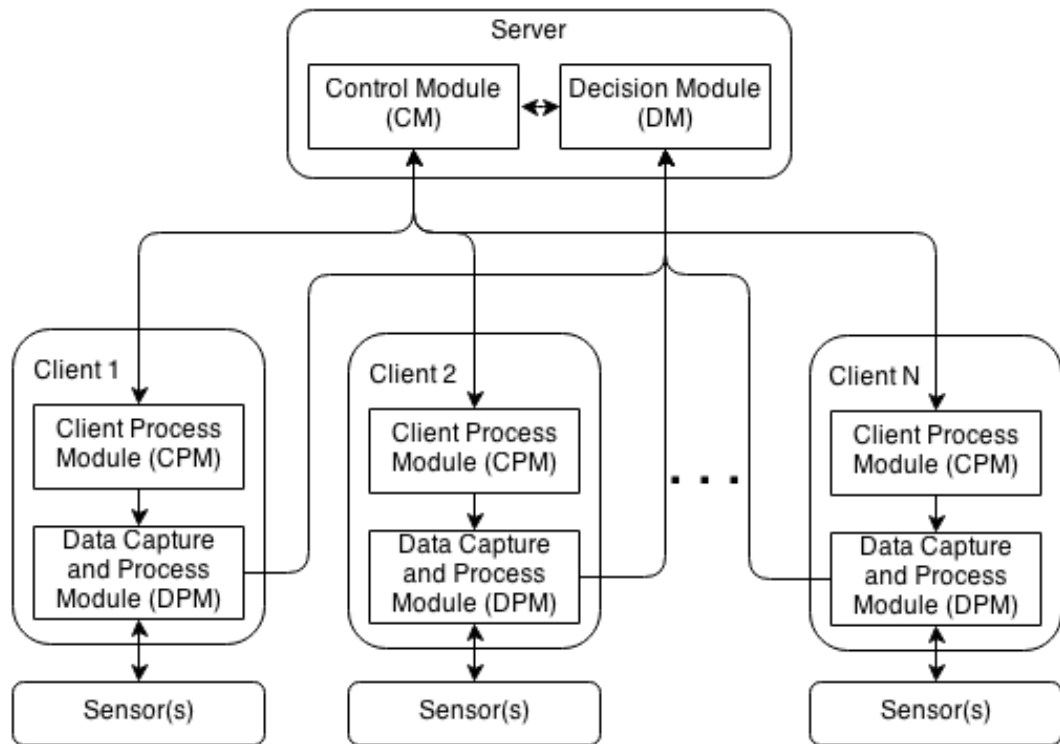 Server
Control Module
(CM)
Decision Module
(DM)
Client 1
Client Process
Module (CPM)
Data Capture
and Process
Module (DPM)
Sensor(s)
Client 2
Client Process
Module (CPM)
Data Capture
and Process
Module (DPM)
Sensor(s)
. . .
Client N
Client Process
Module (CPM)
Data Capture
and Process
Module (DPM)
Sensor(s)